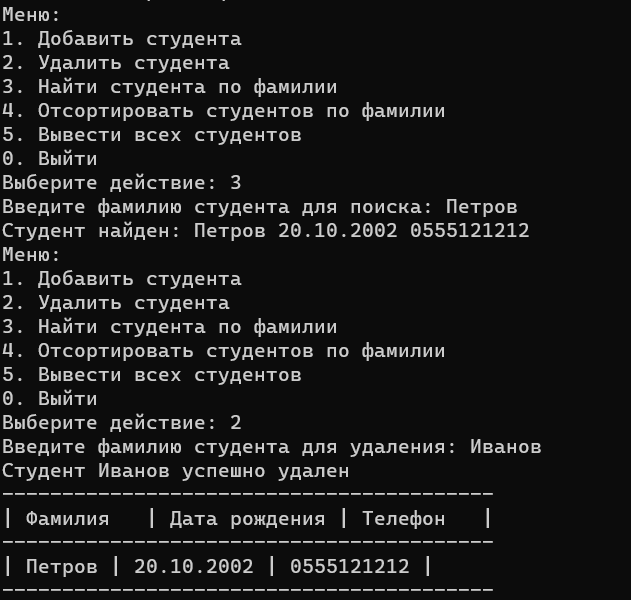 Меню:
1. Добавить студента
2. Удалить студента
3. Найти студента по фамилии
4. Отсортировать студентов по фамилии
5. Вывести всех студентов
0. Выйти
Выберите действие: 3
Введите фамилию студента для поиска: Петров
Студент найден: Петров 20.10.2002 0555121212
Меню:
1. Добавить студента
2. Удалить студента
3. Найти студента по фамилии
4. Отсортировать студентов по фамилии
5. Вывести всех студентов
0. Выйти
Выберите действие: 2
Введите фамилию студента для удаления: Иванов
Студент Иванов успешно удален
-----------------------------------------
| Фамилия   | Дата рождения | Телефон   |
-----------------------------------------
| Петров | 20.10.2002 | 0555121212 |
-----------------------------------------